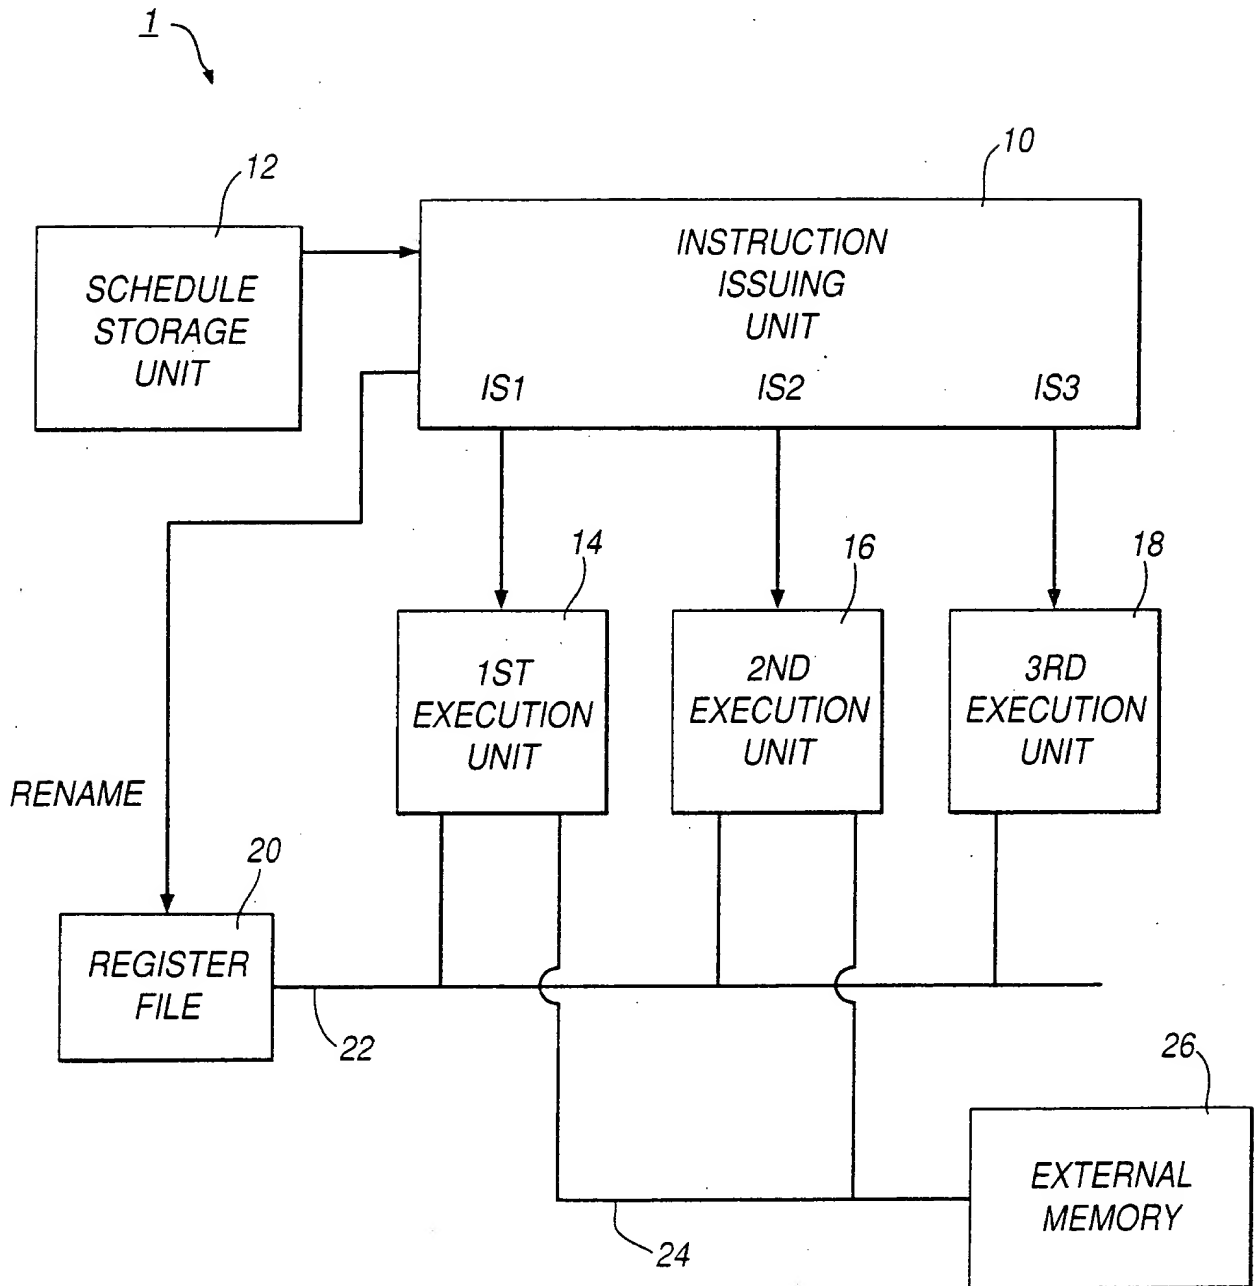 1
12
10
SCHEDULE
STORAGE
UNIT
INSTRUCTION
ISSUING
UNIT
IS1
IS2
IS3
14
16
18
1ST
EXECUTION
UNIT
2ND
EXECUTION
UNIT
3RD
EXECUTION
UNIT
RENAME
20
REGISTER
FILE
22
26
EXTERNAL
MEMORY
24